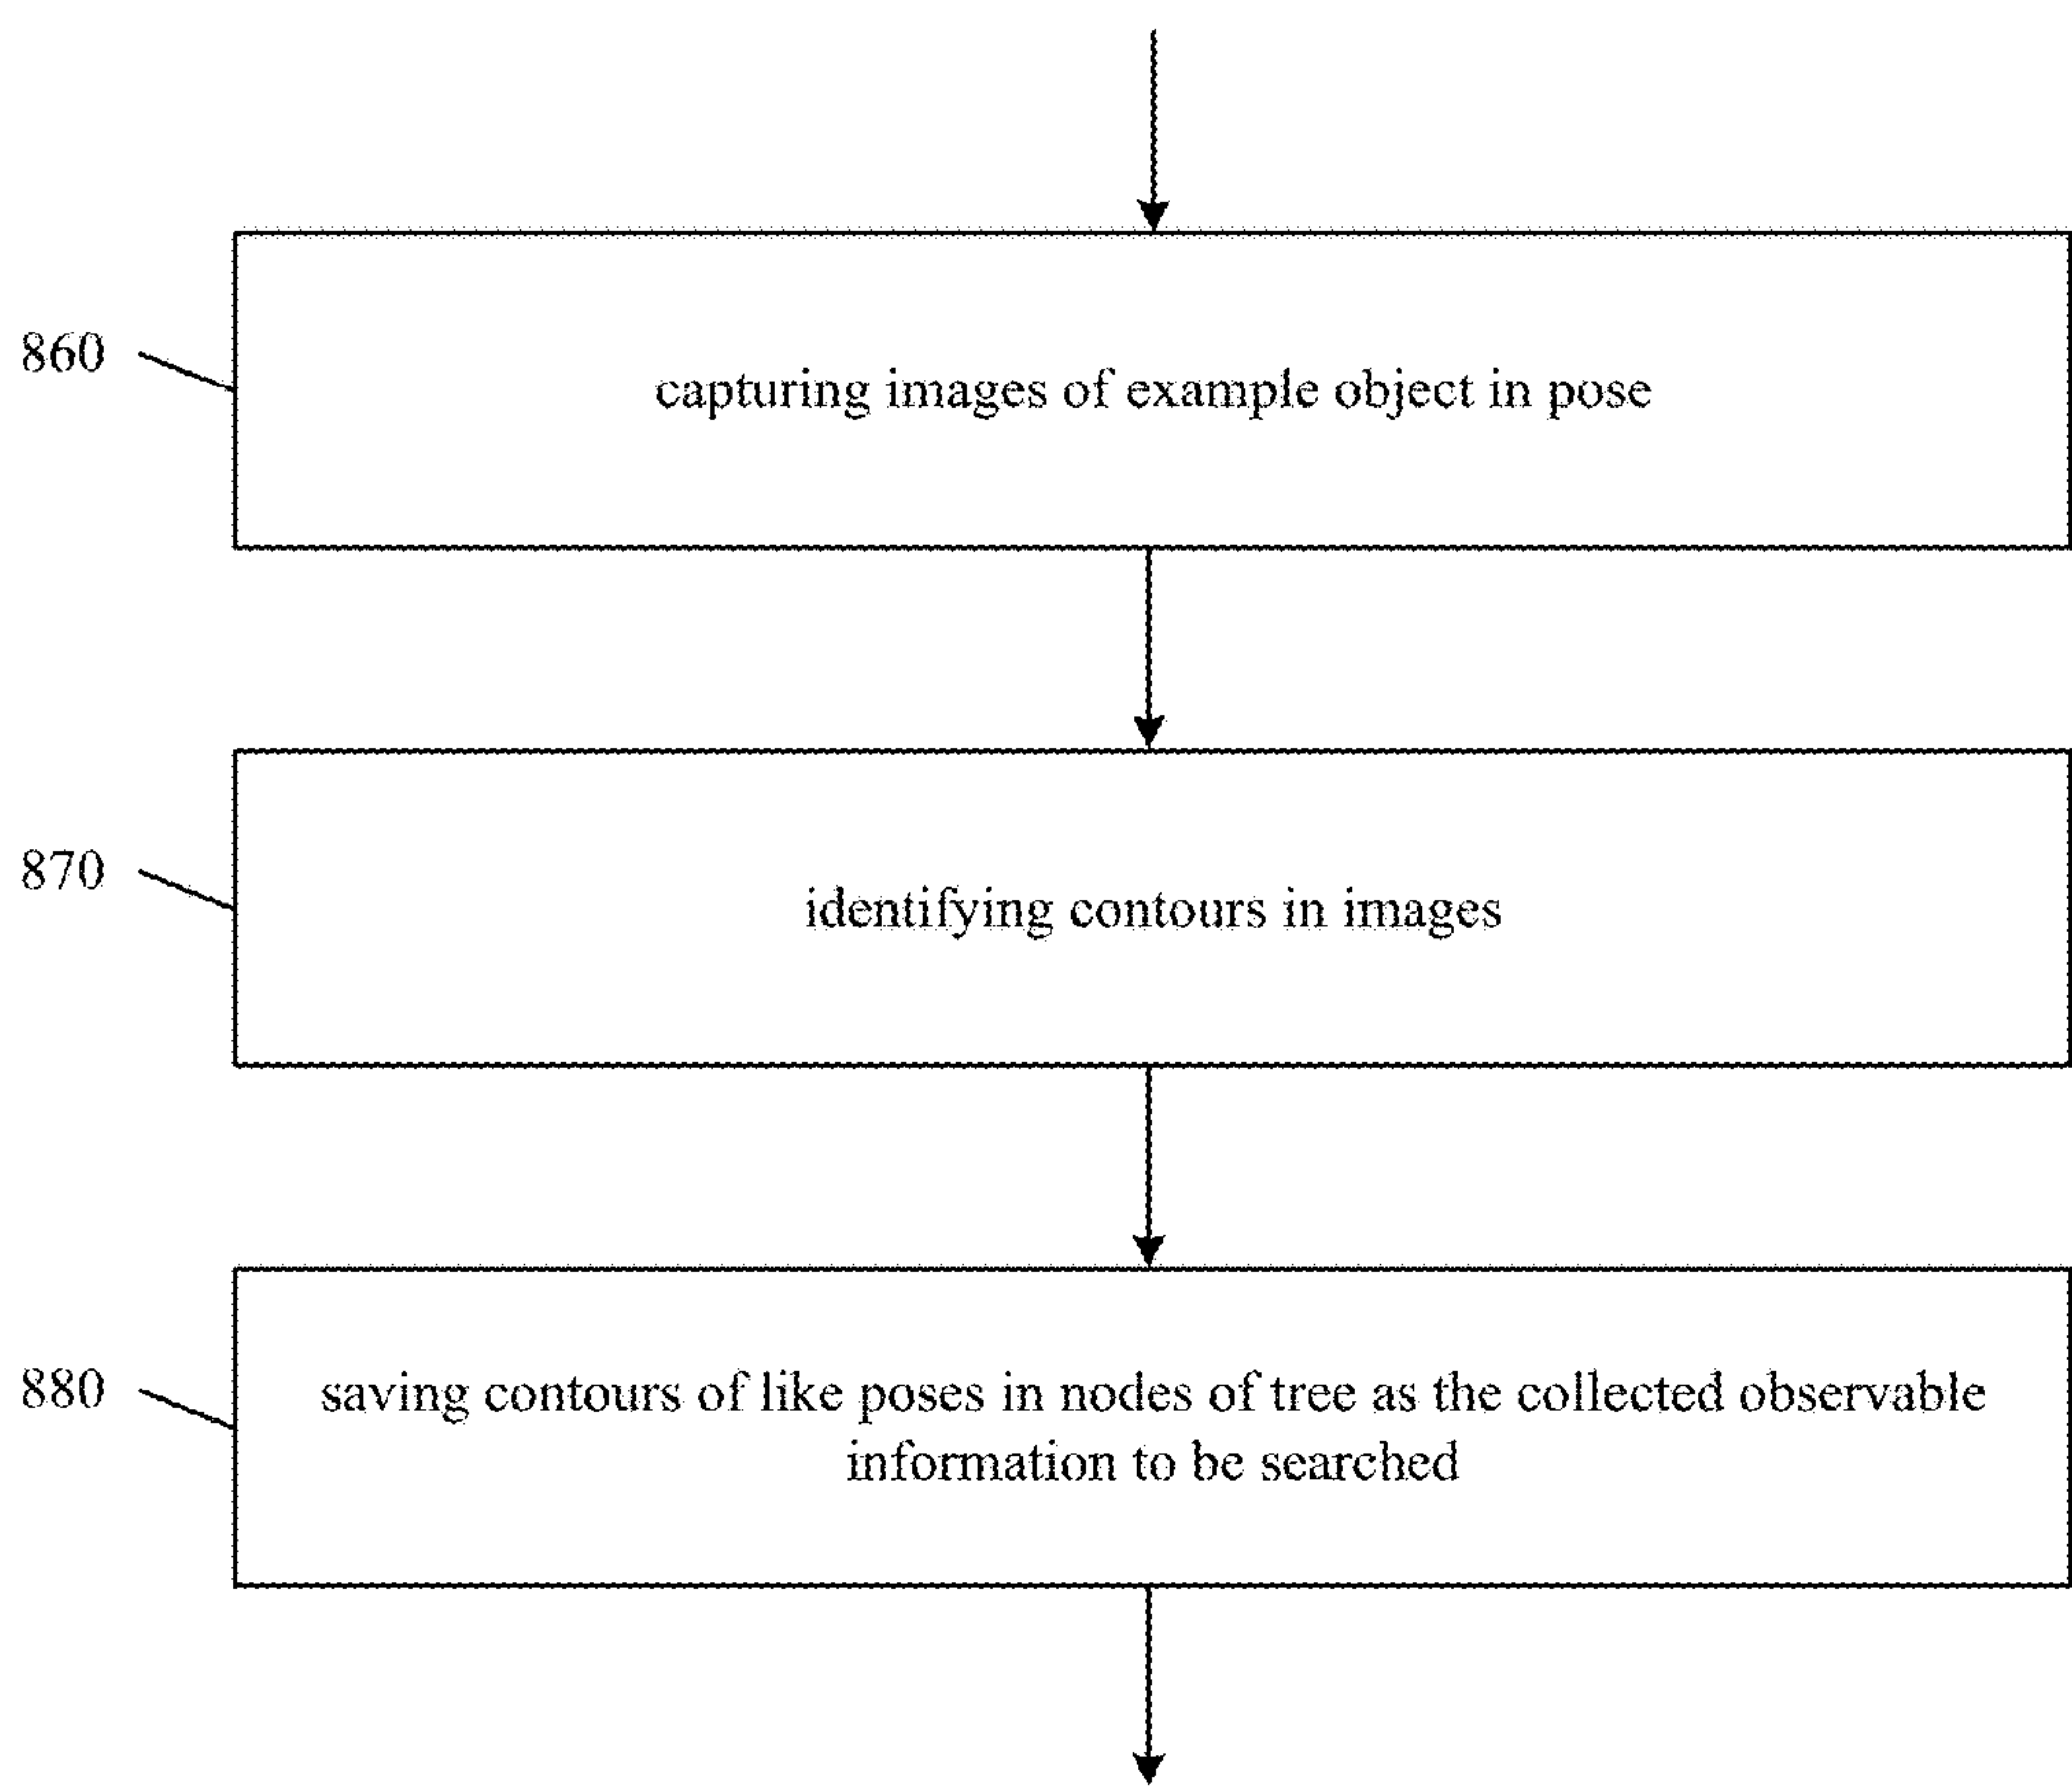 860
capturing images of example object in pose
870
identifying contours in images
880
saving contours of like poses in nodes of tree as the collected observable
information to be searched